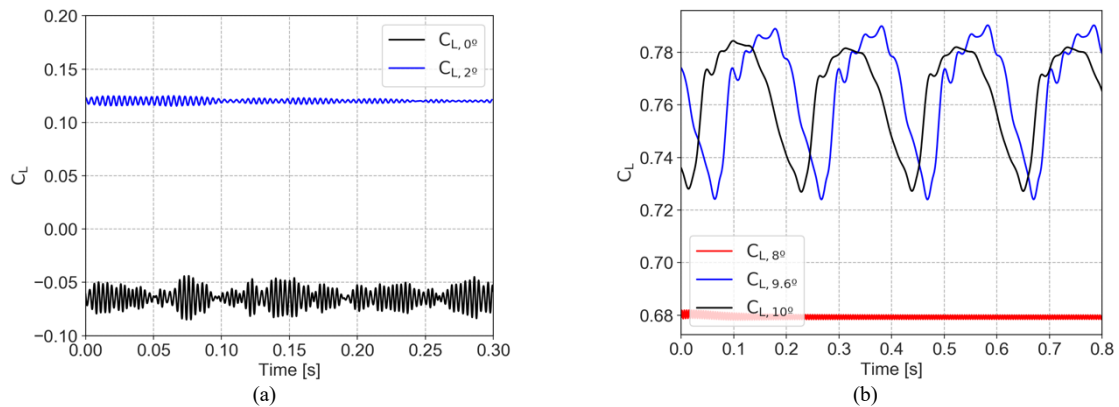 0.20
0.15
0.10
0.05
0.00
−0.05
−0.10
C_L
C_L, 0º
C_L, 2º
0.00 0.05 0.10 0.15 0.20 0.25 0.30
Time [s]
(a)
0.78
0.76
0.74
0.72
0.70
0.68
C_L
C_L, 8º
C_L, 9.6º
C_L, 10º
0.0 0.1 0.2 0.3 0.4 0.5 0.6 0.7 0.8
Time [s]
(b)